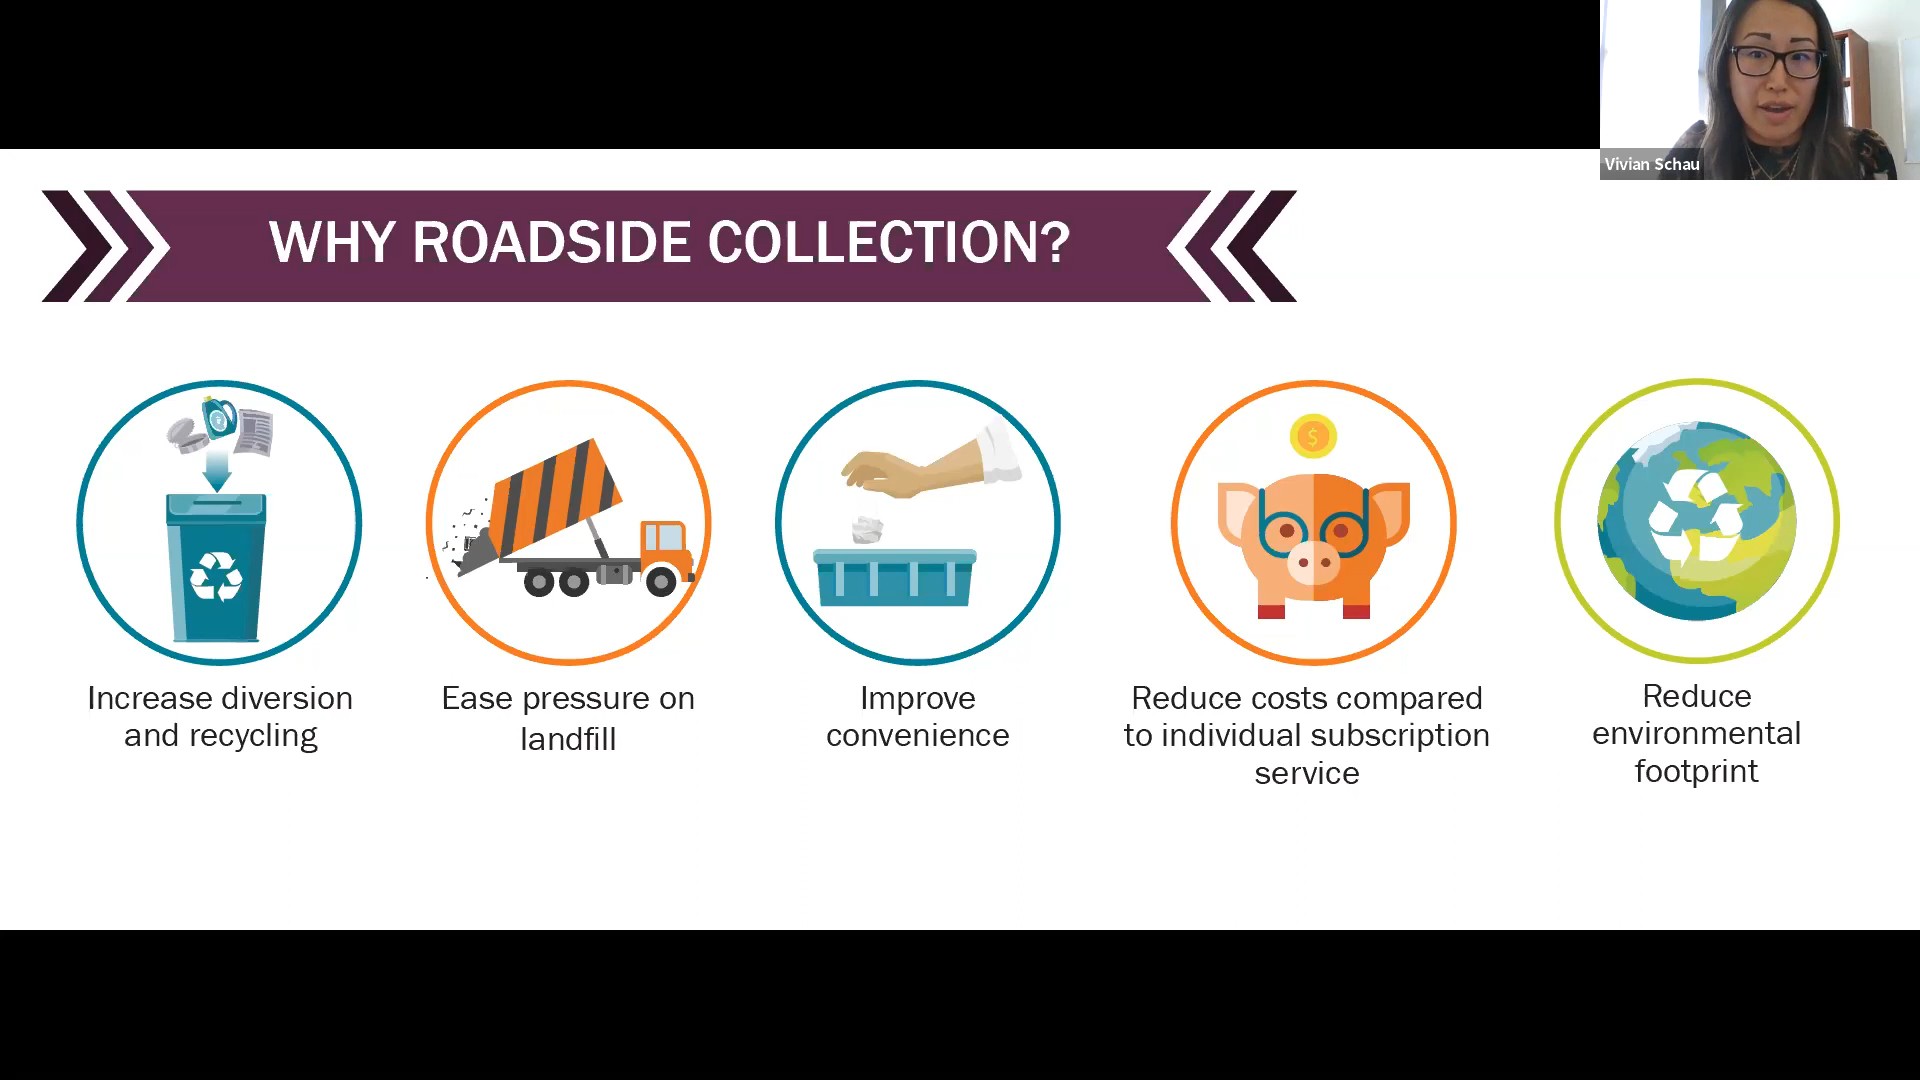 Vivian Schau
WHY ROADSIDE COLLECTION?
$
Increase diversion
and recycling
Ease pressure on
landfill
Improve
convenience
Reduce costs compared
to individual subscription
service
Reduce
environmental
footprint